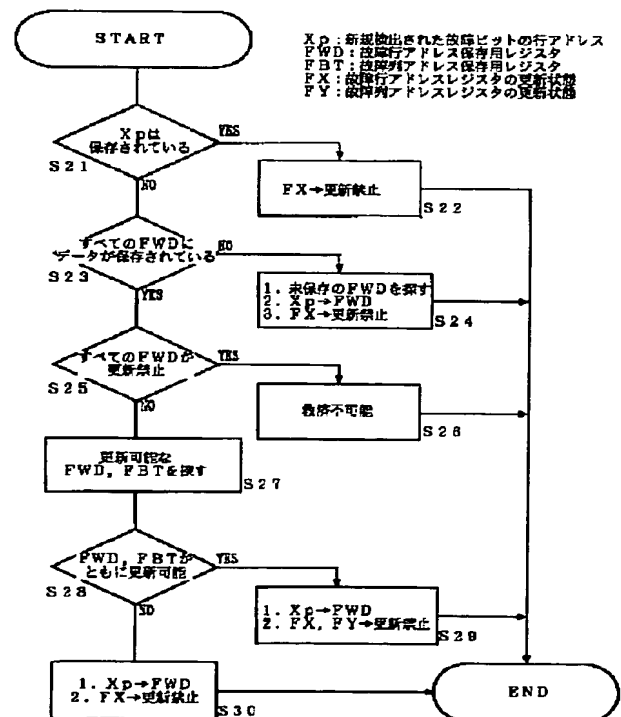 START
Xp：新規検出された故障ビットの行アドレス
FWD：故障行アドレス保存用レジスタ
FBT：故障列アドレス保存用レジスタ
FX：故障行アドレスレジスタの更新状態
FY：故障列アドレスレジスタの更新状態
Xpは
保存されている
YES
S21
NO
FX→更新禁止
S22
すべてのFWDに
データが保存されている
NO
S23
YES
1. 未保存のFWDを探す
2. Xp→FWD
3. FX→更新禁止
S24
すべてのFWDが
更新禁止
YES
S25
NO
救済不可能
S26
更新可能な
FWD, FBTを探す
S27
FWD, FBTが
ともに更新可能
YES
S28
NO
1. Xp→FWD
2. FX, FY→更新禁止
S29
1. Xp→FWD
2. FX→更新禁止
S30
END